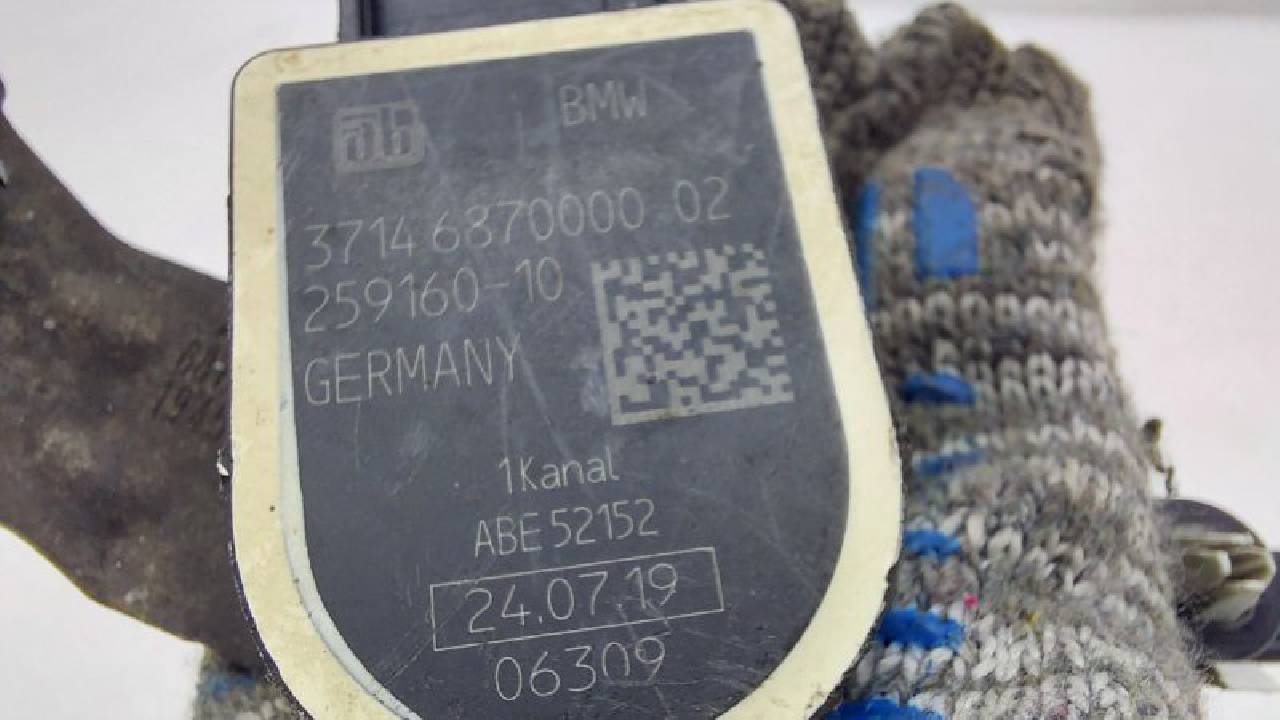 BMW
3714 6870000 02
259160-10
GERMANY
1Kanal
ABE 52152
24.07.19
06309